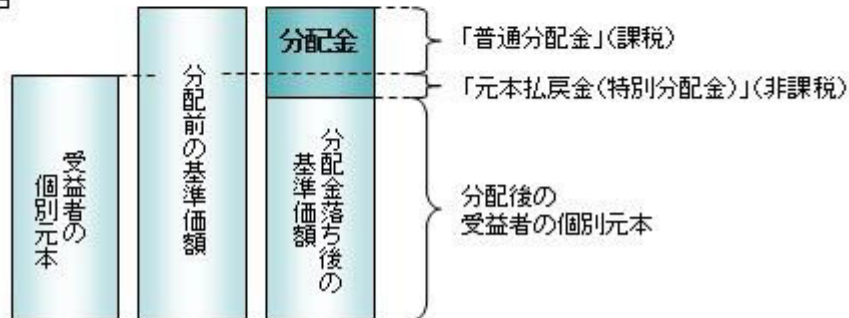 分配金
「普通分配金」(課税)
「元本払戻金(特別分配金)」(非課税)
受益者の
個別元本
分配前の基準価額
分配金落ち後の
基準価額
分配後の
受益者の個別元本